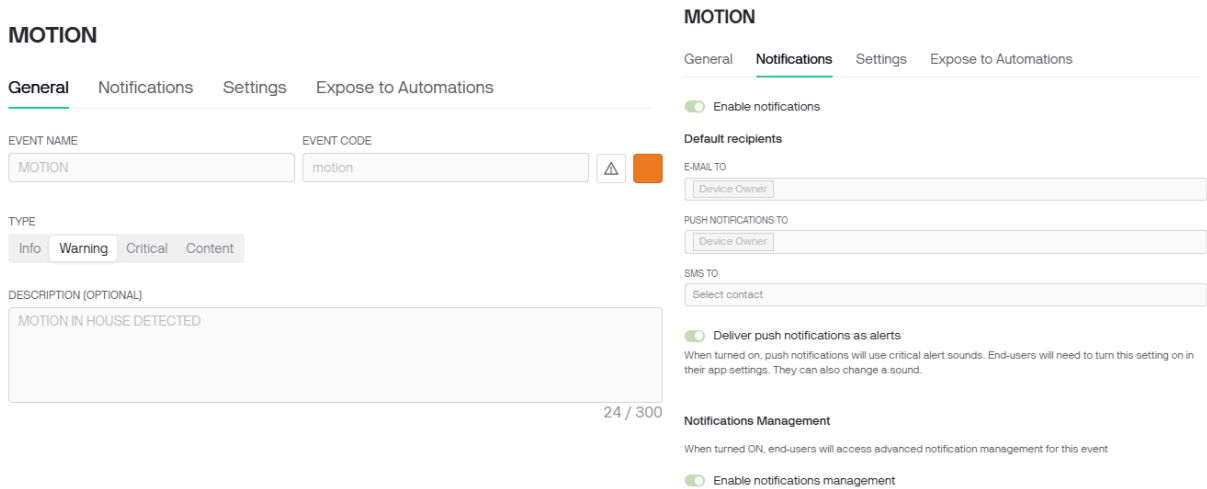 MOTION
General Notifications Settings Expose to Automations
EVENT NAME EVENT CODE
MOTION motion
TYPE
Info Warning Critical Content
DESCRIPTION (OPTIONAL)
MOTION IN HOUSE DETECTED
24 / 300
MOTION
General Notifications Settings Expose to Automations
Enable notifications
Default recipients
E-MAIL TO
Device Owner
PUSH NOTIFICATIONS TO
Device Owner
SMS TO
Select contact
Deliver push notifications as alerts
When turned on, push notifications will use critical alert sounds. End-users will need to turn this setting on in
their app settings. They can also change a sound.
Notifications Management
When turned ON, end-users will access advanced notification management for this event
Enable notifications management